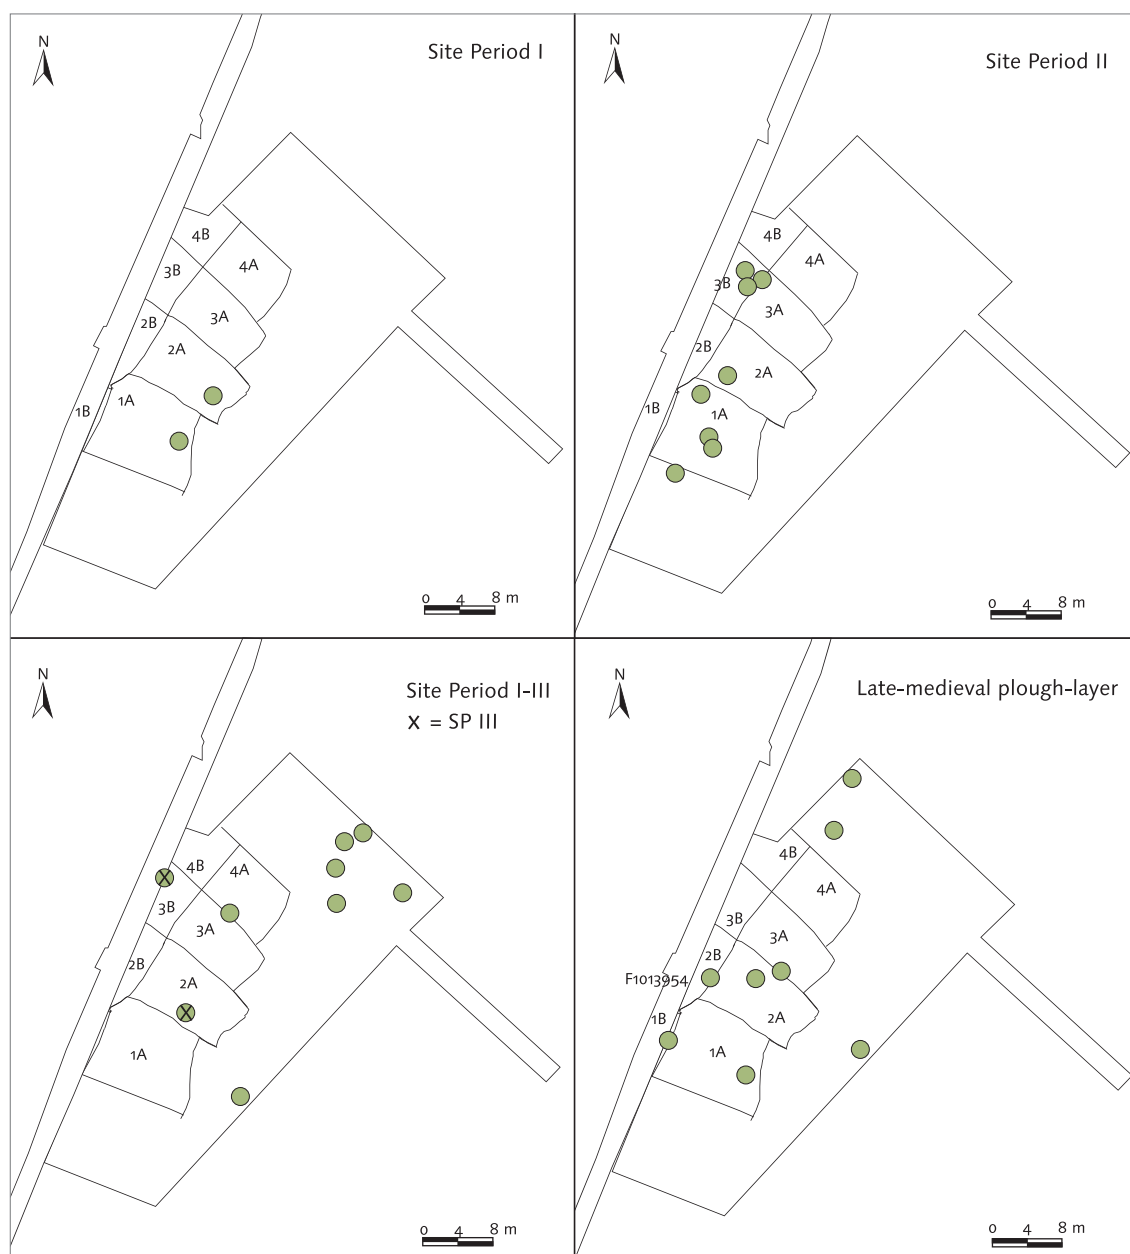 N
Site Period I
4B
4A
3B
3A
2B
2A
1A
1B
0 4 8 m
N
Site Period II
4B
4A
3B
3A
2B
2A
1B
1A
0 4 8 m
N
Site Period I-III
x = SP III
4B
4A
X
3B
3A
2B
2A
X
1A
0 4 8 m
N
Late-medieval plough-layer
4B
4A
3B
3A
2B
F1013954
2A
1B
1A
0 4 8 m